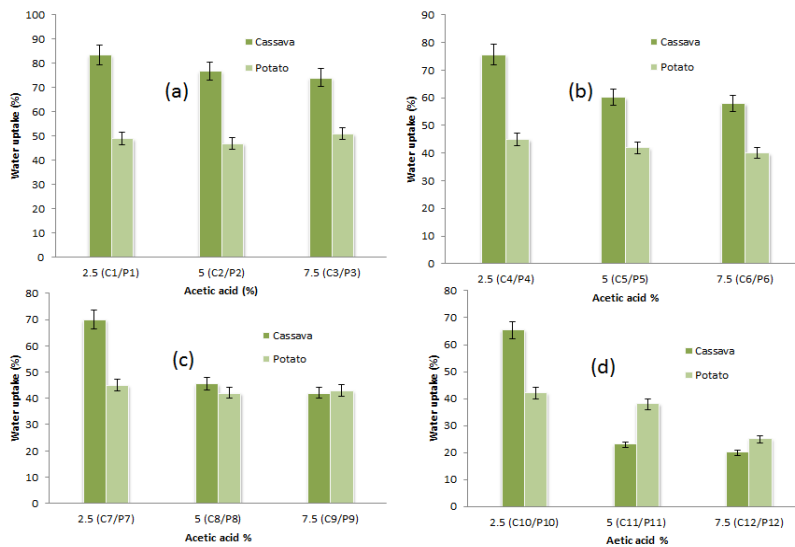 100
90
80
70
60
50
40
30
20
10
0
Water uptake (%)
(a)
Cassava
Potato
2.5 (C1/P1)
5 (C2/P2)
7.5 (C3/P3)
Acetic acid (%)
90
80
70
60
50
40
30
20
10
0
Water uptake (%)
(b)
Cassava
Potato
2.5 (C4/P4)
5 (C5/P5)
7.5 (C6/P6)
Acetic acid %
80
70
60
50
40
30
20
10
0
Water uptake (%)
(c)
Cassava
Potato
2.5 (C7/P7)
5 (C8/P8)
7.5 (C9/P9)
Acetic acid %
80
70
60
50
40
30
20
10
0
Water uptake (%)
(d)
Cassava
Potato
2.5 (C10/P10)
5 (C11/P11)
7.5 (C12/P12)
Aetic acid %